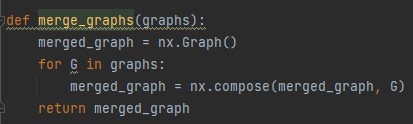 def merge_graphs(graphs):
    merged_graph = nx.Graph()
    for G in graphs:
        merged_graph = nx.compose(merged_graph, G)
    return merged_graph